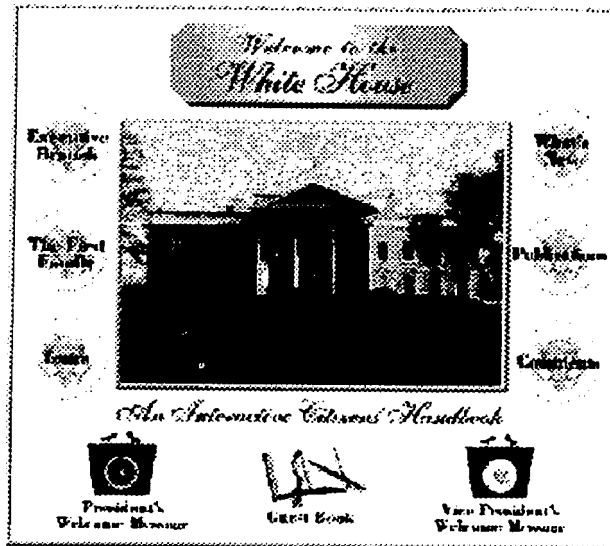 Welcome to the
White House
Executive
Branch
What's
New
The First
Family
Publications
Tours
Comments
An Interactive Citizens' Handbook
President's
Welcome Message
Guest Book
Vice President's
Welcome Message